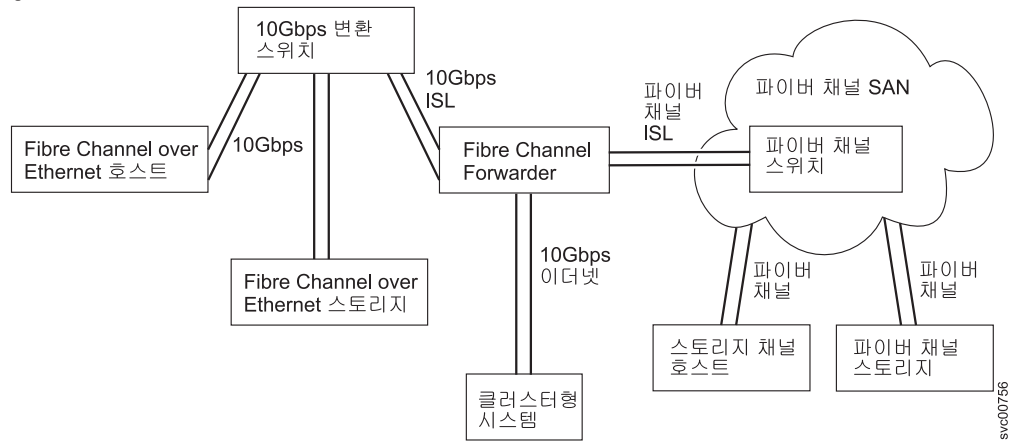 10Gbps 변환
스위치
10Gbps
ISL
파이버
채널
ISL
파이버 채널 SAN
Fibre Channel over
Ethernet 호스트
10Gbps
Fibre Channel
Forwarder
파이버 채널
스위치
Fibre Channel over
Ethernet 스토리지
10Gbps
이더넷
파이버
채널
파이버
채널
스토리지 채널
호스트
파이버 채널
스토리지
클러스터형
시스템
svc00756